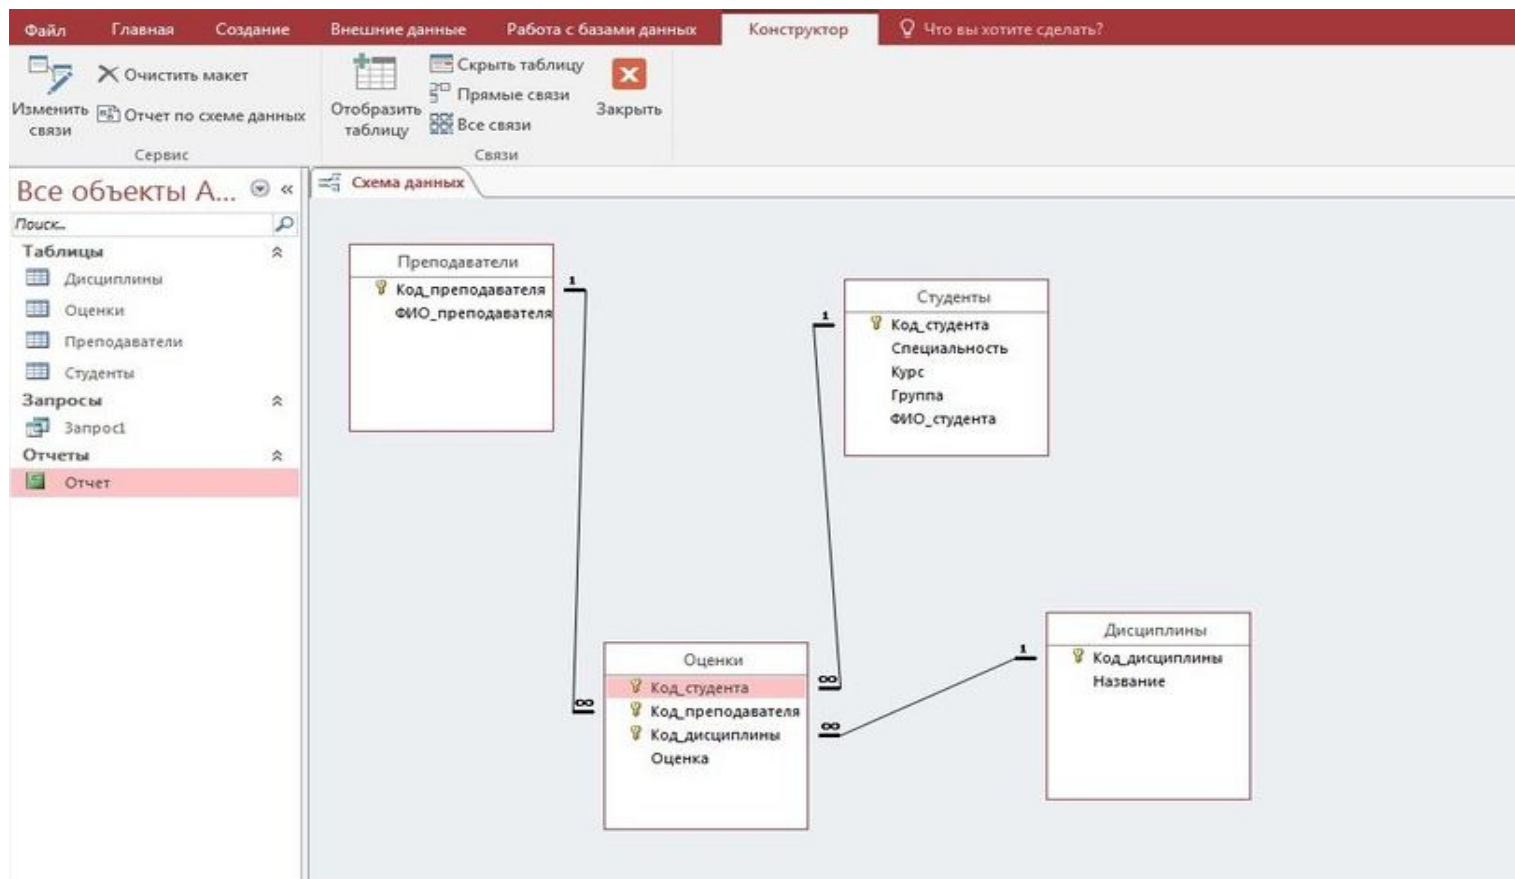 Файл Главная Создание Внешние данные Работа с базами данных Конструктор Что вы хотите сделать?
Изменить связи
Очистить макет
Отчет по схеме данных
Сервис
Отобразить таблицу
Скрыть таблицу
Прямые связи
Все связи
Закрыть
Связи
Все объекты A... «
Поиск...
Таблицы
Дисциплины
Оценки
Преподаватели
Студенты
Запросы
Запрос1
Отчеты
Отчет
Схема данных
Преподаватели
Код_преподавателя
ФИО_преподавателя
1
∞
Студенты
Код_студента
Специальность
Курс
Группа
ФИО_студента
1
∞
Оценки
Код_студента
Код_преподавателя
Код_дисциплины
Оценка
Дисциплины
Код_дисциплины
Название
1
∞